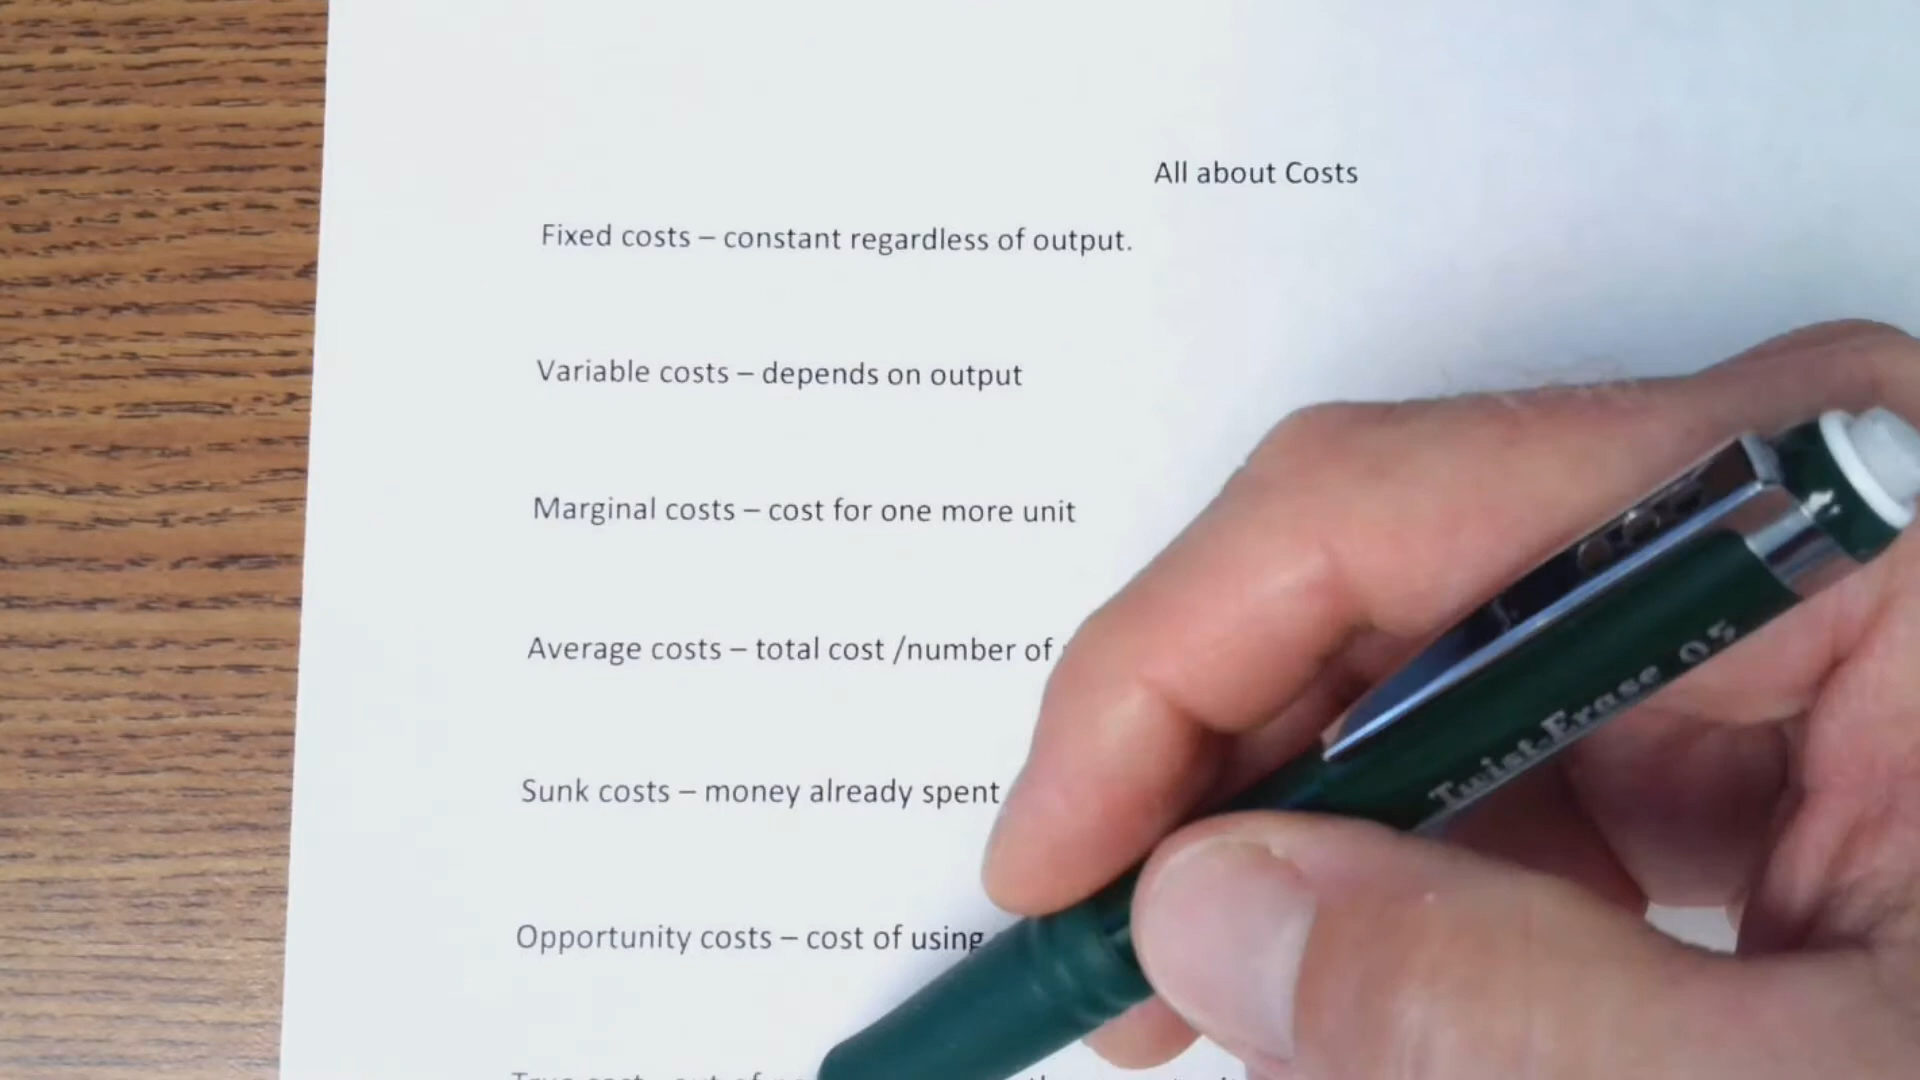 All about Costs
Fixed costs – constant regardless of output.
Variable costs – depends on output
Marginal costs – cost for one more unit
Average costs – total cost /number of
Sunk costs – money already spent
Opportunity costs – cost of using
Twist-Erase 0.5